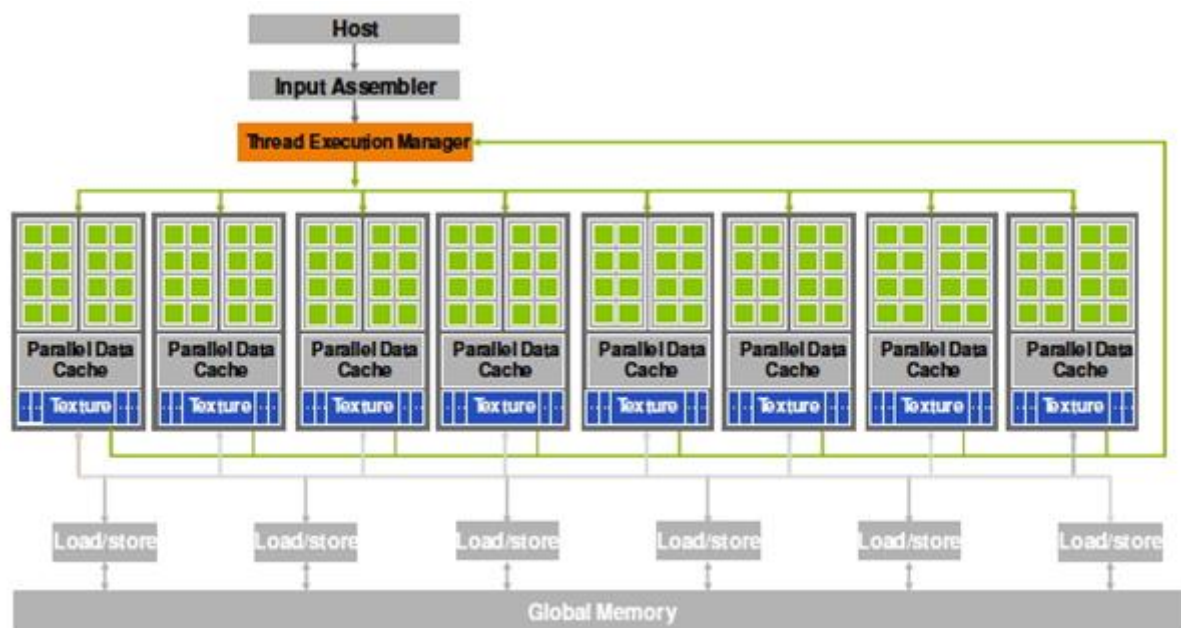 Host
Input Assembler
Thread Execution Manager
Parallel Data
Cache
Texture
Parallel Data
Cache
Texture
Parallel Data
Cache
Texture
Parallel Data
Cache
Texture
Parallel Data
Cache
Texture
Parallel Data
Cache
Texture
Parallel Data
Cache
Texture
Parallel Data
Cache
Texture
Load/store
Load/store
Load/store
Load/store
Load/store
Load/store
Global Memory